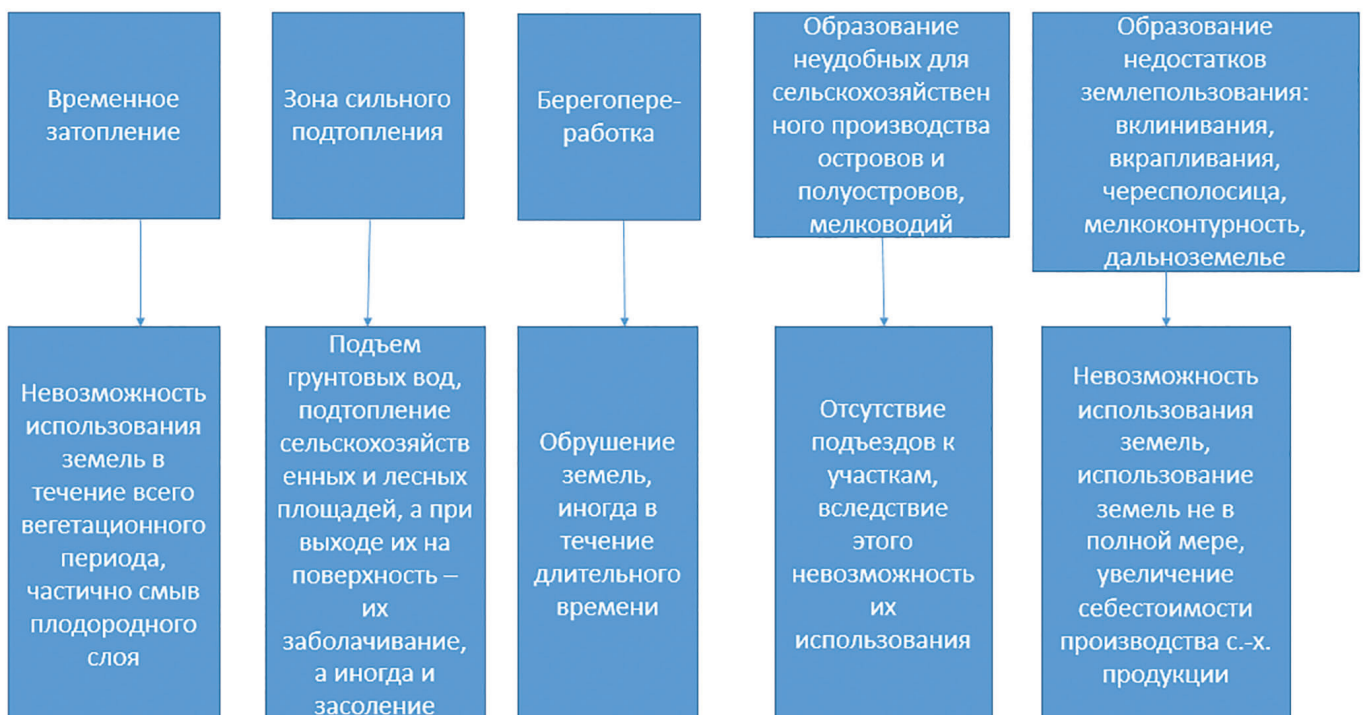 Временное
затопление
Зона сильного
подтопления
Берегопере-
работка
Образование
неудобных для
сельскохозяйствен
ного производства
островов и
полуостровов,
мелководий
Образование
недостатков
землепользования:
вклинивания,
вкрапливания,
чересполосица,
мелкоконтурность,
дальноземелье
Невозможность
использования
земель в
течение всего
вегетационного
периода,
частично смыв
плодородного
слоя
Подъем
грунтовых вод,
подтопление
сельскохозяйств
енных и лесных
площадей, а при
выходе их на
поверхность –
их
заболачивание,
а иногда и
засоление
Обрушение
земель,
иногда в
течение
длительного
времени
Отсутствие
подъездов к
участкам,
вследствие
этого
невозможность
их
использования
Невозможность
использования
земель,
использование
земель не в
полной мере,
увеличение
себестоимости
производства с.-х.
продукции